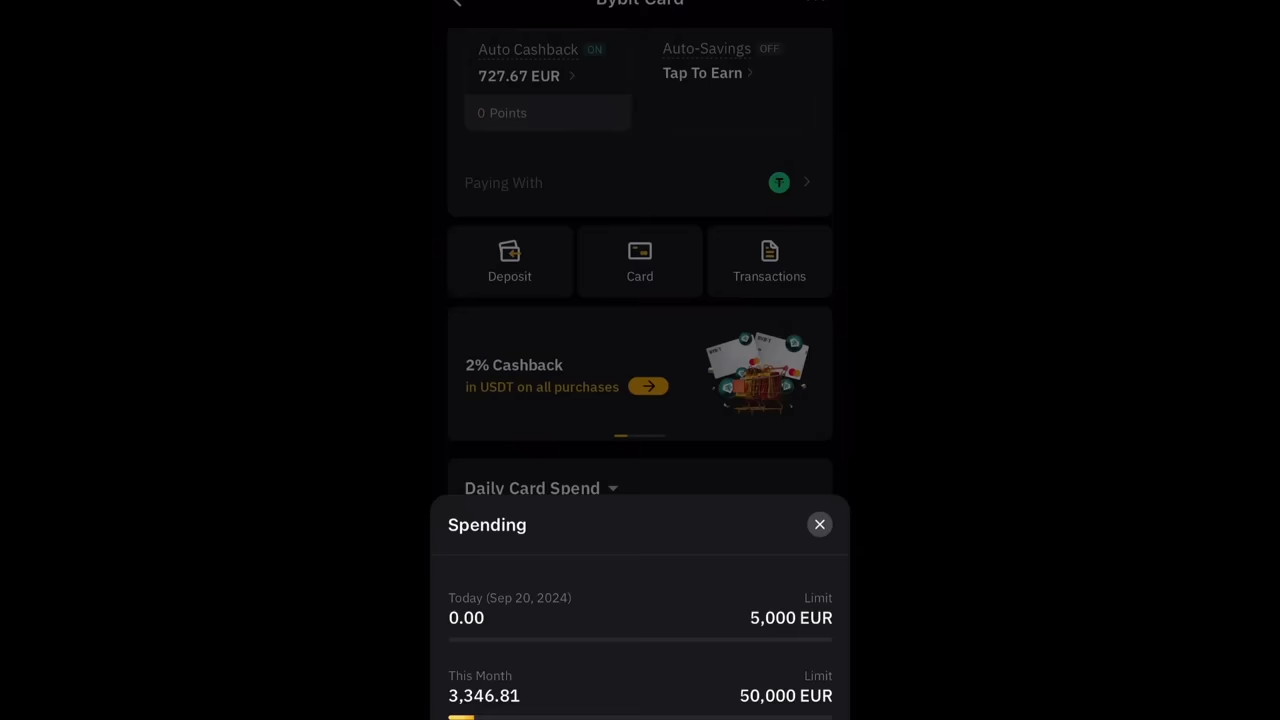 Bybit Card
Auto Cashback ON
727.67 EUR
0 Points
Auto-Savings OFF
Tap To Earn
Paying With
Deposit
Card
Transactions
2% Cashback
in USDT on all purchases
Daily Card Spend
Spending
Today (Sep 20, 2024) Limit
0.00 5,000 EUR
This Month Limit
3,346.81 50,000 EUR